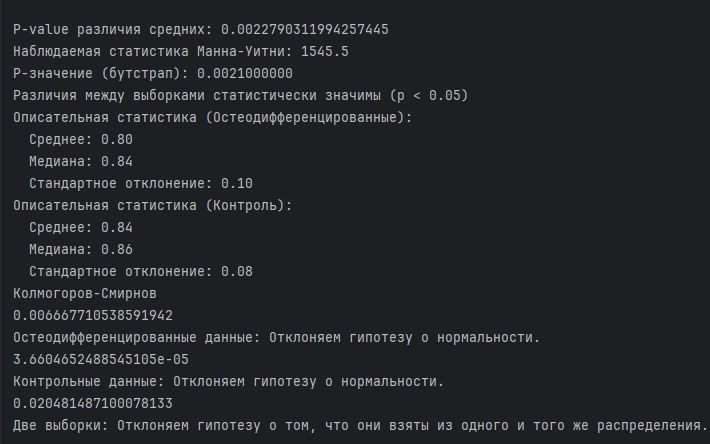 P-value различия средних: 0.0022790311994257445
Наблюдаемая статистика Манна-Уитни: 1545.5
P-значение (бутстрап): 0.0021000000
Различия между выборками статистически значимы (p < 0.05)
Описательная статистика (Остеодифференцированные):
  Среднее: 0.80
  Медиана: 0.84
  Стандартное отклонение: 0.10
Описательная статистика (Контроль):
  Среднее: 0.84
  Медиана: 0.86
  Стандартное отклонение: 0.08
Колмогоров-Смирнов
0.006667710538591942
Остеодифференцированные данные: Отклоняем гипотезу о нормальности.
3.6604652488545105e-05
Контрольные данные: Отклоняем гипотезу о нормальности.
0.020481487100078133
Две выборки: Отклоняем гипотезу о том, что они взяты из одного и того же распределения.